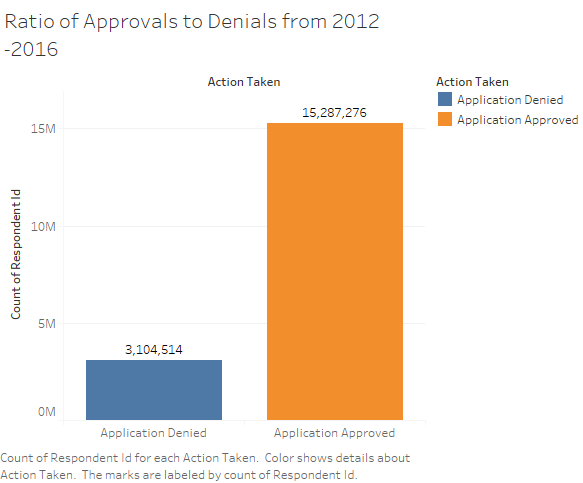 Ratio of Approvals to Denials from 2012
-2016
Action Taken
Action Taken
Application Denied
Application Approved
15,287,276
15M
10M
Count of Respondent Id
5M
3,104,514
0M
Application Denied
Application Approved
Count of Respondent Id for each Action Taken.  Color shows details about
Action Taken.  The marks are labeled by count of Respondent Id.